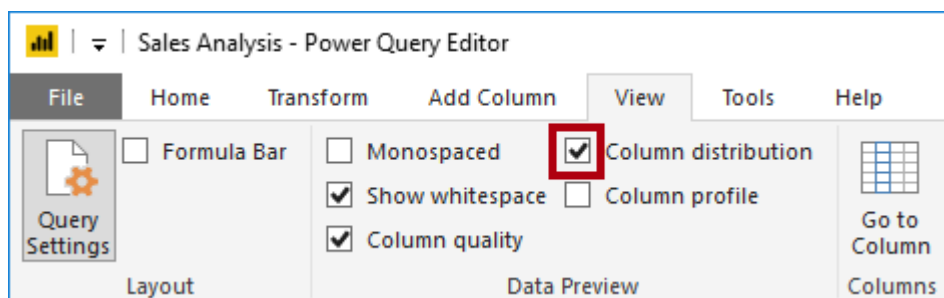 Sales Analysis - Power Query Editor
File Home Transform Add Column View Tools Help
Formula Bar Monospaced Column distribution
Show whitespace Column profile
Query Settings Column quality Go to Column
Layout Data Preview Columns